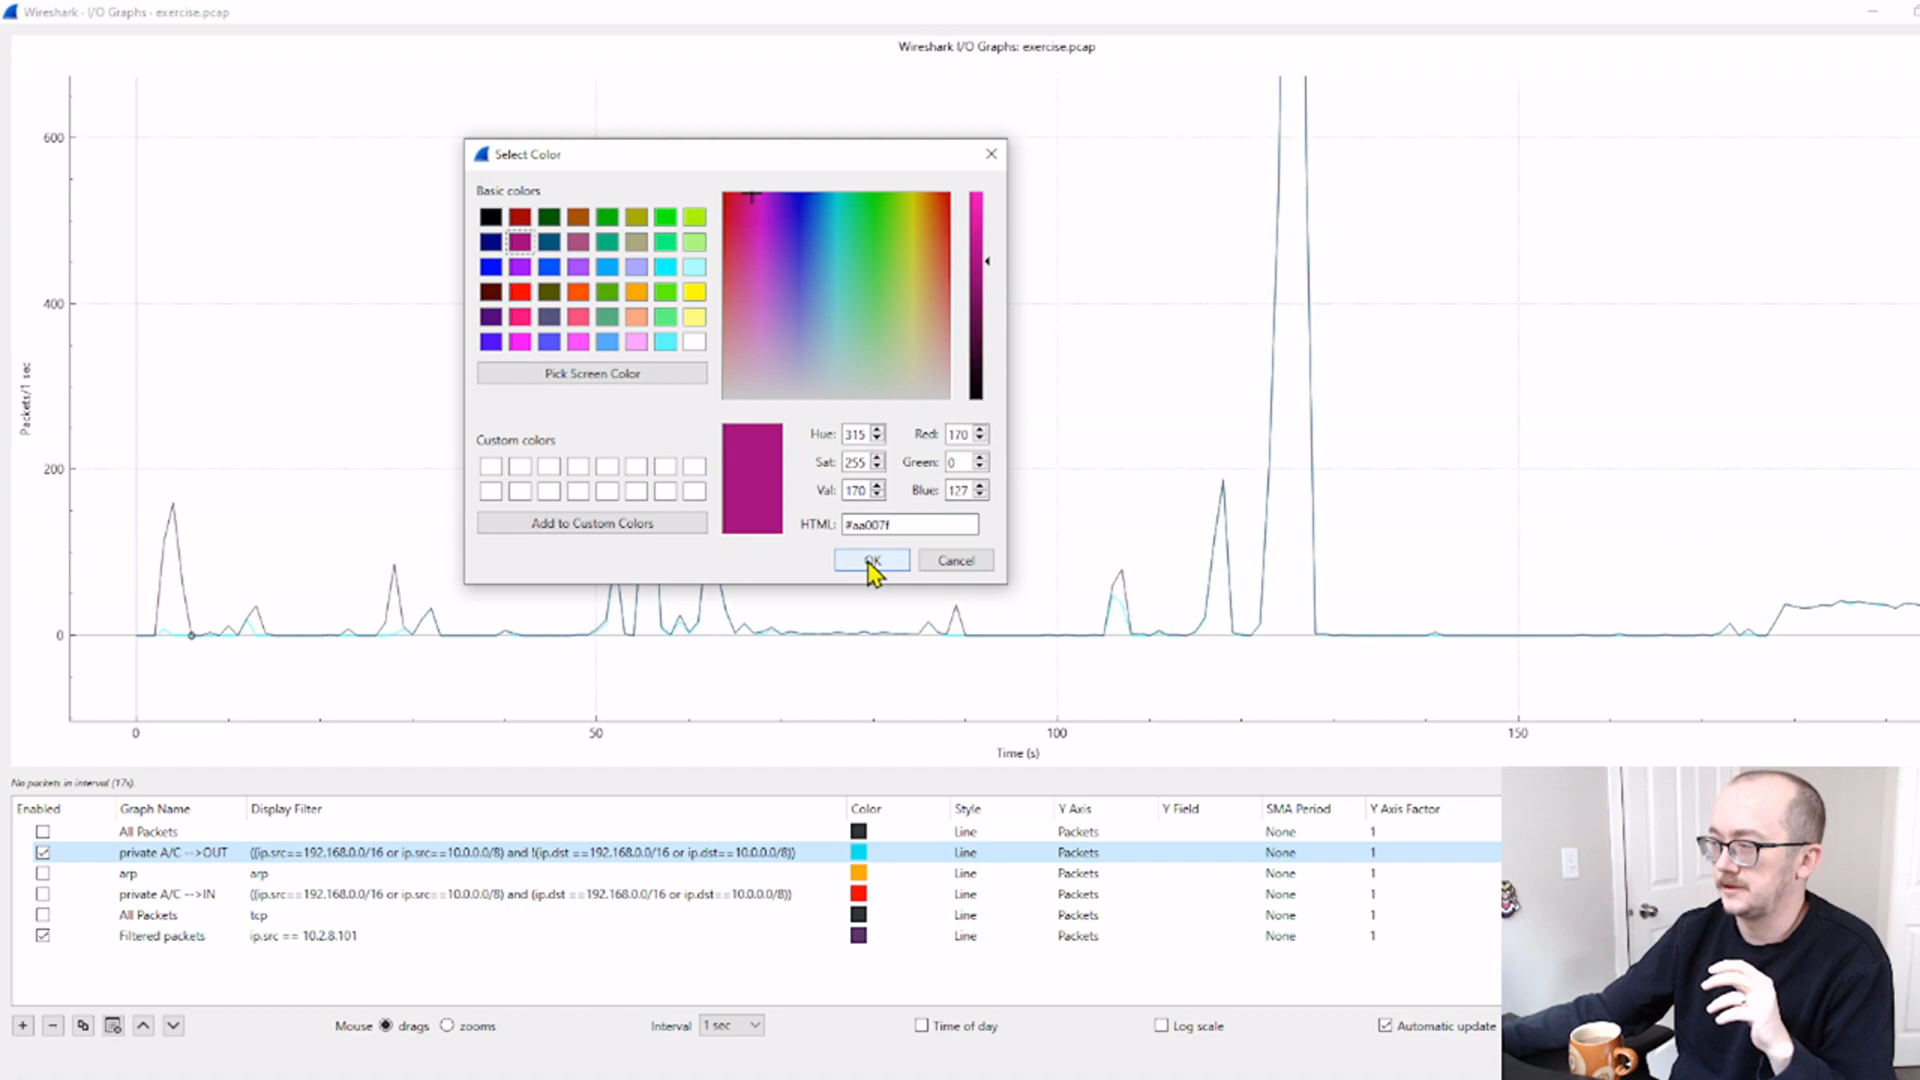 Wireshark - I/O Graphs - exercise.pcap
Wireshark I/O Graphs: exercise.pcap
600
400
200
0
Packets/1 sec
0
50
100
150
Time (s)
Select Color
Basic colors
Pick Screen Color
Custom colors
Add to Custom Colors
Hue: 315
Red: 170
Sat: 255
Green: 0
Val: 170
Blue: 127
HTML: #aa007f
OK
Cancel
No packets in interval (17s).
Enabled Graph Name Display Filter Color Style Y Axis Y Field SMA Period Y Axis Factor
All Packets Line Packets None 1
private A/C -->OUT ((ip.src==192.168.0.0/16 or ip.src==10.0.0.0/8) and !(ip.dst ==192.168.0.0/16 or ip.dst==10.0.0.0/8)) Line Packets None 1
arp arp Line Packets None 1
private A/C -->IN ((ip.src==192.168.0.0/16 or ip.src==10.0.0.0/8) and (ip.dst ==192.168.0.0/16 or ip.dst==10.0.0.0/8)) Line Packets None 1
All Packets tcp Line Packets None 1
Filtered packets ip.src == 10.2.8.101 Line Packets None 1
Mouse drags zooms Interval 1 sec Time of day Log scale Automatic update